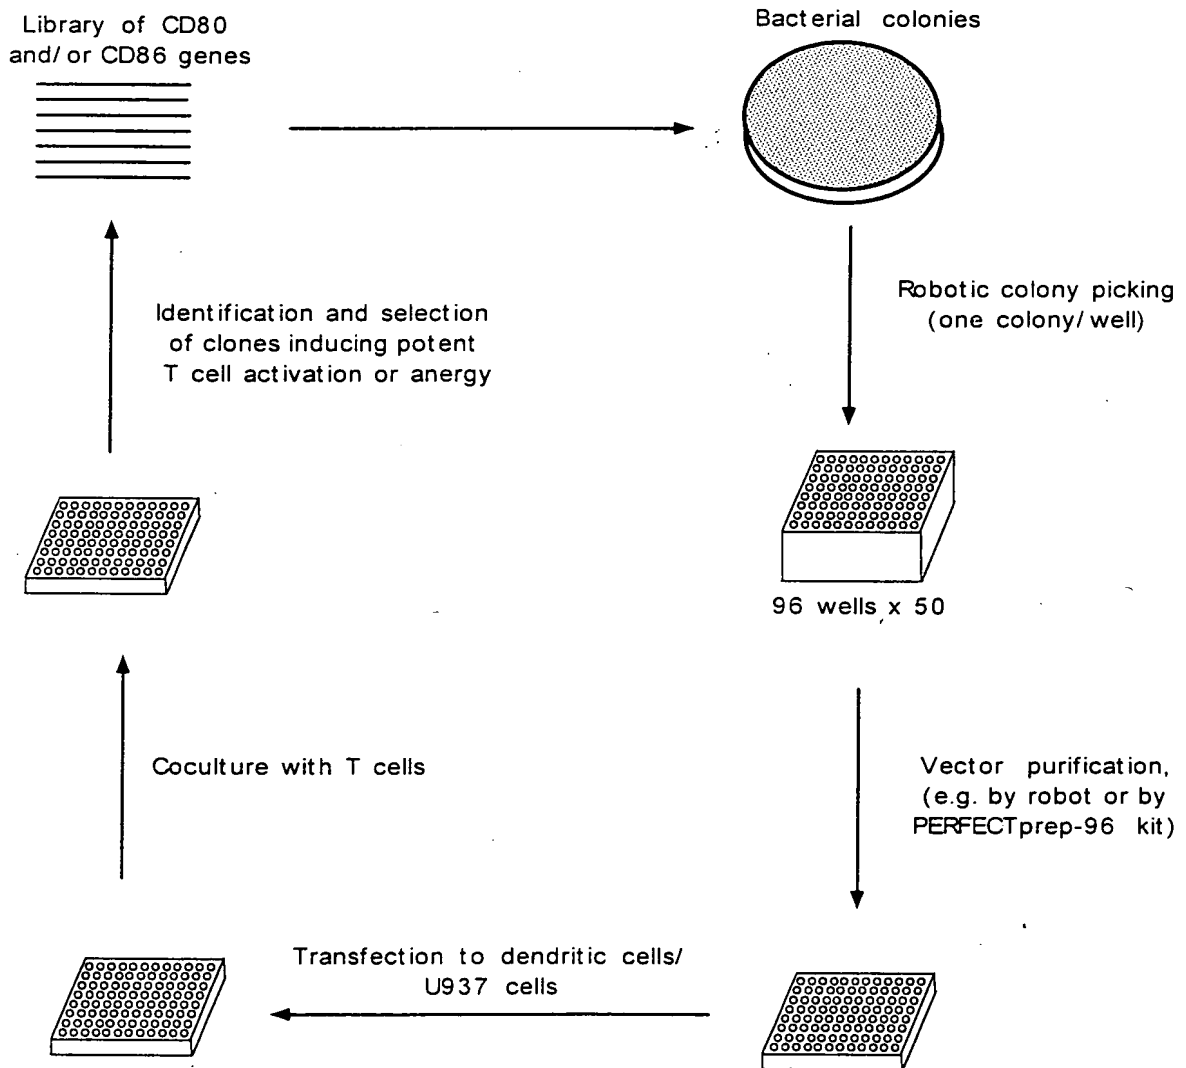 Library of CD80
and/or CD86 genes
Bacterial colonies
Robotic colony picking
(one colony/well)
Identification and selection
of clones inducing potent
T cell activation or anergy
96 wells x 50
Coculture with T cells
Vector purification,
(e.g. by robot or by
PERFECTprep-96 kit)
Transfection to dendritic cells/
U937 cells